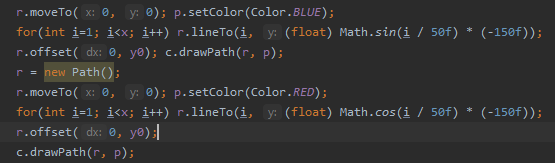 r.moveTo( x: 0, y: 0); p.setColor(Color.BLUE);
for(int i=1; i<x; i++) r.lineTo(i, y: (float) Math.sin(i / 50f) * (-150f));
r.offset( dx: 0, y0); c.drawPath(r, p);
r = new Path();
r.moveTo( x: 0, y: 0); p.setColor(Color.RED);
for(int i=1; i<x; i++) r.lineTo(i, y: (float) Math.cos(i / 50f) * (-150f));
r.offset( dx: 0, y0);
c.drawPath(r, p);